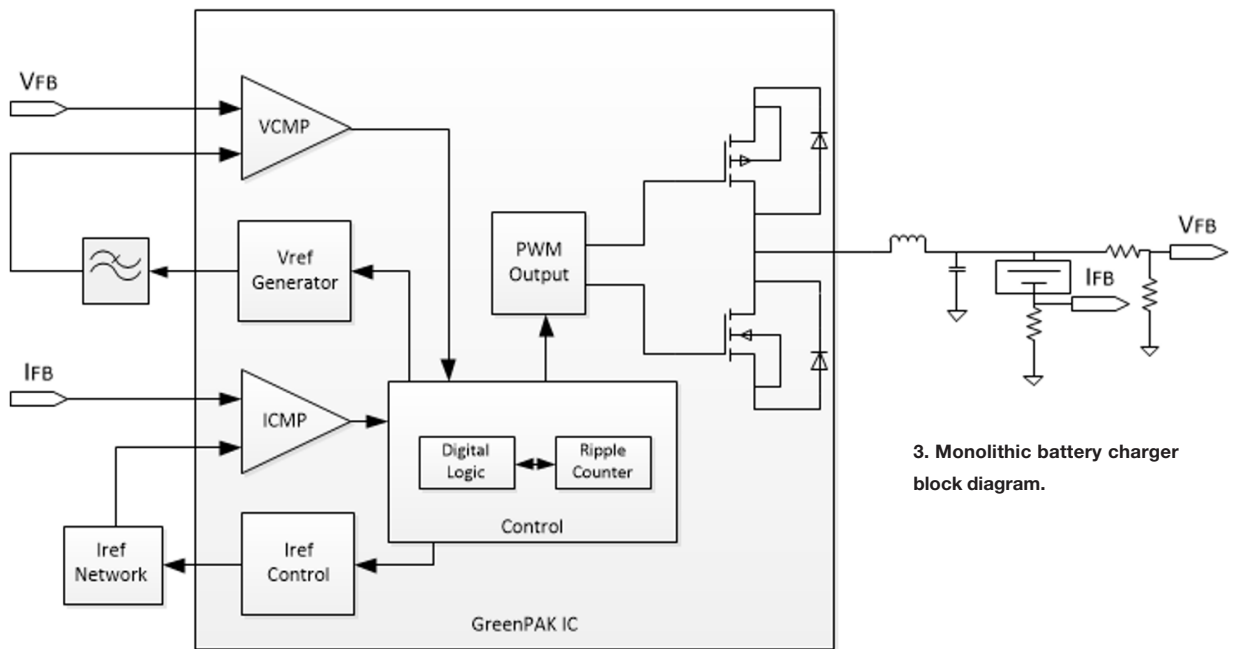 VFB
VCMP
Vref
Generator
PWM
Output
VFB
IFB
IFB
ICMP
Digital
Logic
Ripple
Counter
Control
Iref
Network
Iref
Control
GreenPAK IC
3. Monolithic battery charger
block diagram.